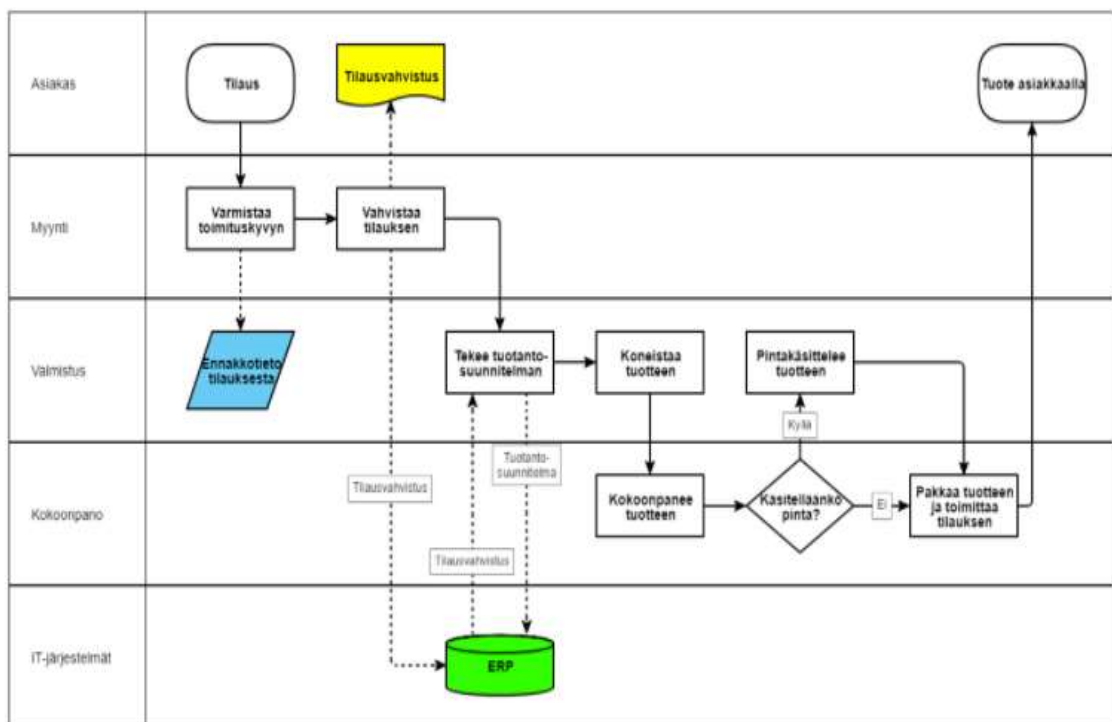 Asiakas
Tilaus
Tilausvahvistus
Tuote asiakkaalla
Myynti
Varmistaa
toimituskyvyn
Vahvistaa
tilauksen
Valmistus
Ennakkotieto
tilauksesta
Tekee tuotanto-
suunnitelman
Koneistaa
tuotteen
Pintakäsittelee
tuotteen
Kyllä
Tuotanto-
suunnitelma
Tilausvahvistus
Kokoonpano
Kokoonpanee
tuotteen
Käsitelläänkö
pinta?
Ei
Pakkaa tuotteen
ja toimittaa
tilauksen
Tilausvahvistus
IT-järjestelmät
ERP